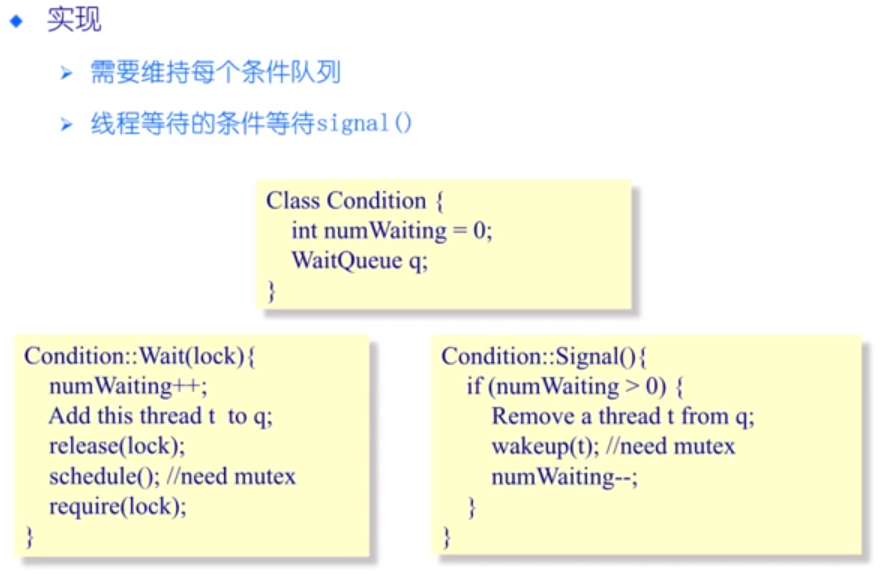 实现
需要维持每个条件队列
线程等待的条件等待signal()
Class Condition {
int numWaiting = 0;
WaitQueue q;
}
Condition::Wait(lock){
numWaiting++;
Add this thread t to q;
release(lock);
schedule(); //need mutex
require(lock);
}
Condition::Signal(){
if (numWaiting > 0) {
Remove a thread t from q;
wakeup(t); //need mutex
numWaiting--;
}
}